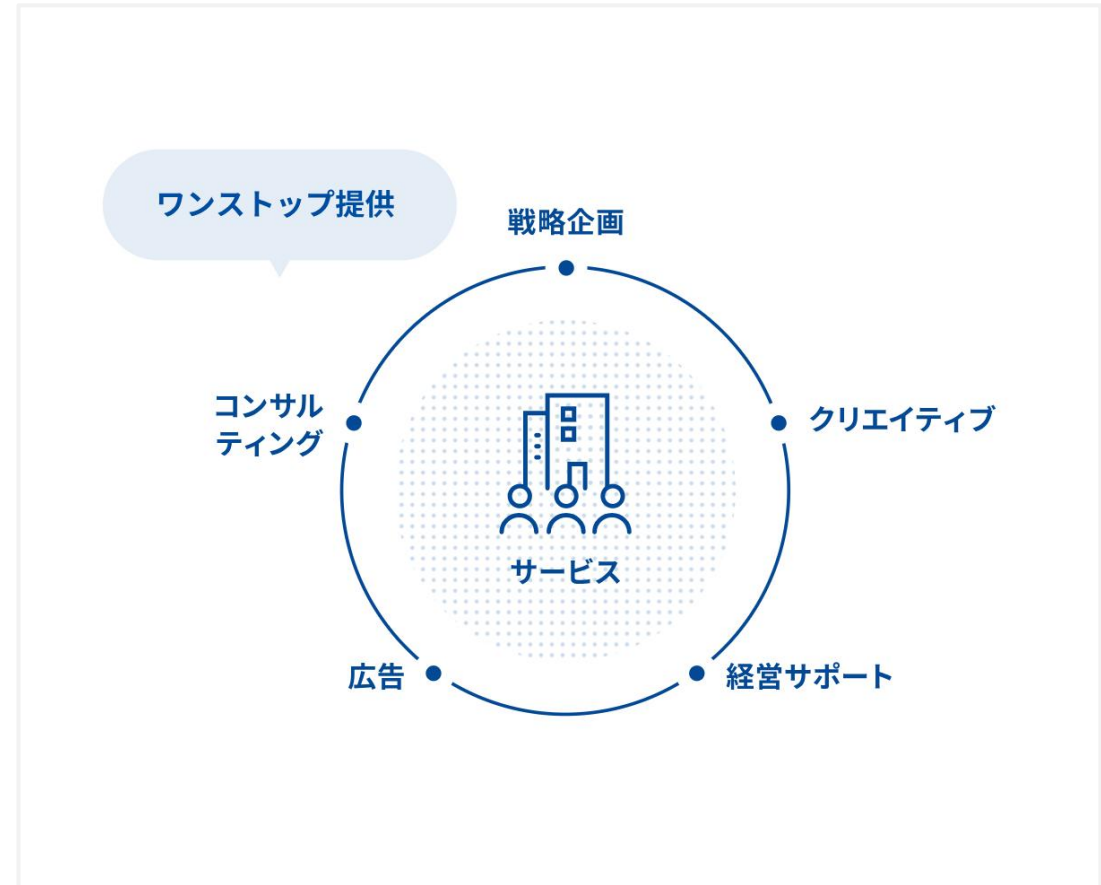 ワンストップ提供
戦略企画
コンサル
ティング
クリエイティブ
サービス
広告
経営サポート